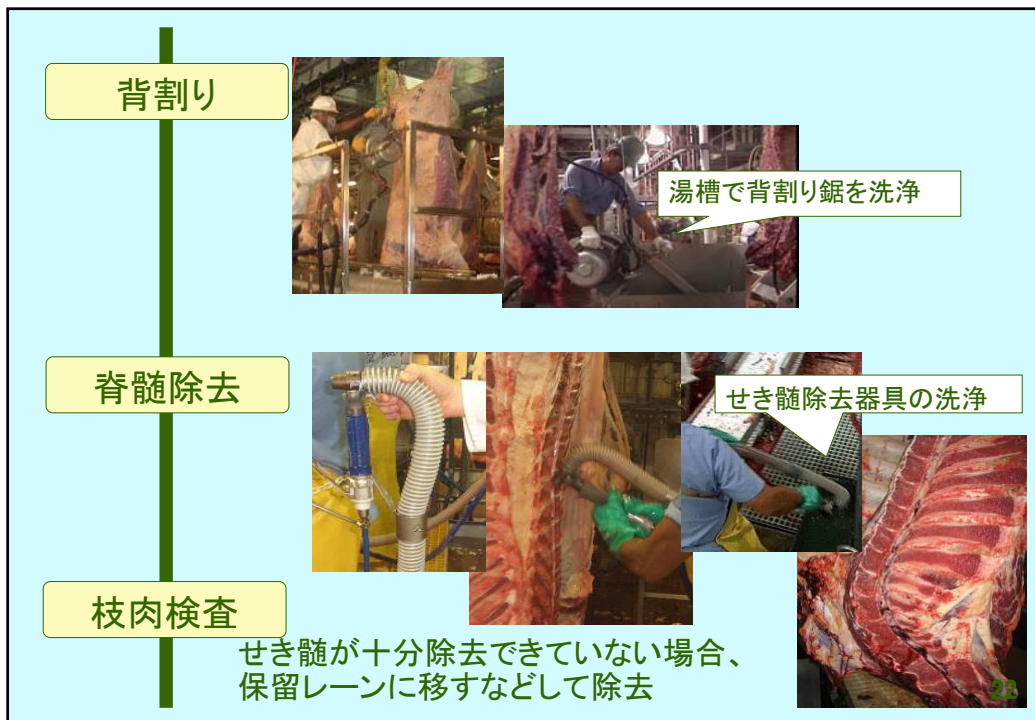 背割り
湯槽で背割り鋸を洗浄
脊髄除去
せき髄除去器具の洗浄
枝肉検査
せき髄が十分除去できていない場合、
保留レーンに移すなどして除去
22